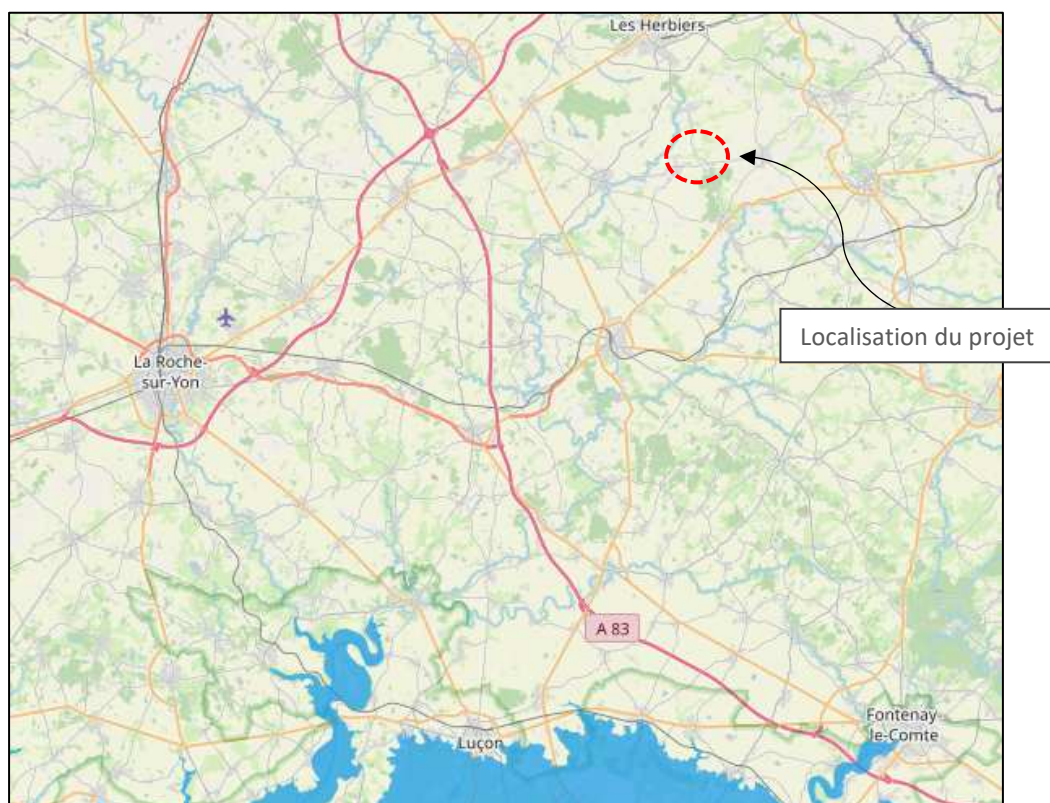 Les Herbiers
Localisation du projet
La Roche-
sur-Yon
A 83
Fontenay-
le-Comte
Luçon